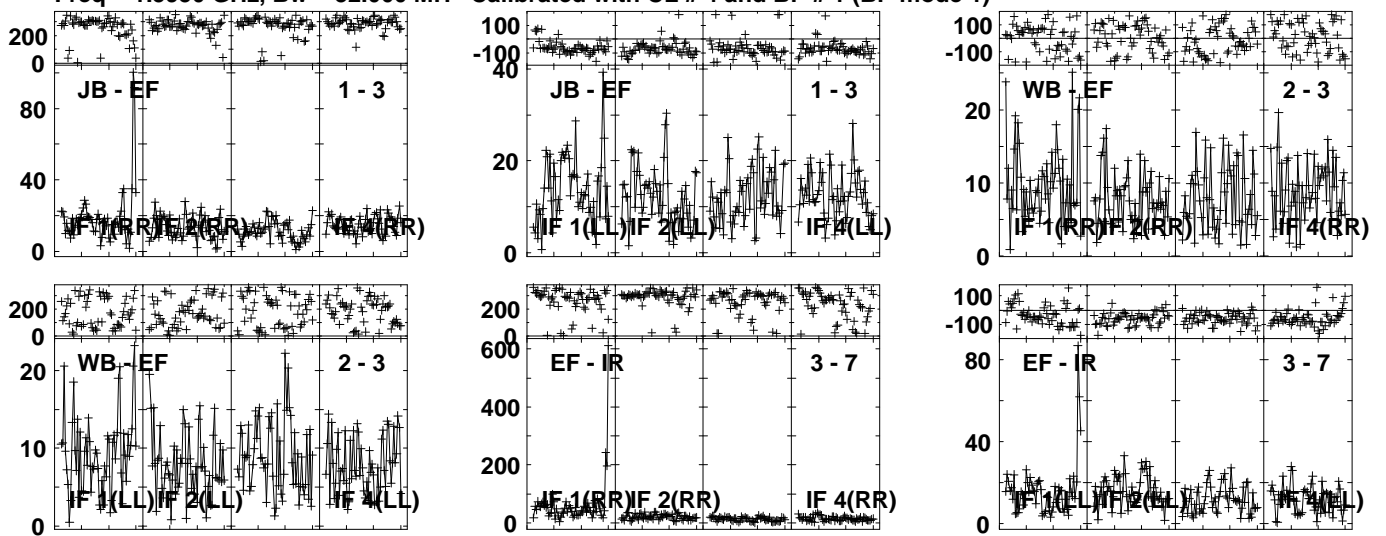 Freq GHz, Bw Calibrated with CL # and BP # (BP mode
200
0
JB - EF 1 - 3
80
40
0
IF 1(RR) IF 2(RR) IF 4(RR)
100
-100
40
JB - EF 1 - 3
20
0
IF 1(LL) IF 2(LL) IF 4(LL)
100
-100
WB - EF 2 - 3
20
10
0
IF 1(RR) IF 2(RR) IF 4(RR)
200
0
WB - EF 2 - 3
20
10
0
IF 1(LL) IF 2(LL) IF 4(LL)
200
0
600
EF - IR 3 - 7
400
200
0
IF 1(RR) IF 2(RR) IF 4(RR)
100
-100
EF - IR 3 - 7
80
40
0
IF 1(LL) IF 2(LL) IF 4(LL)